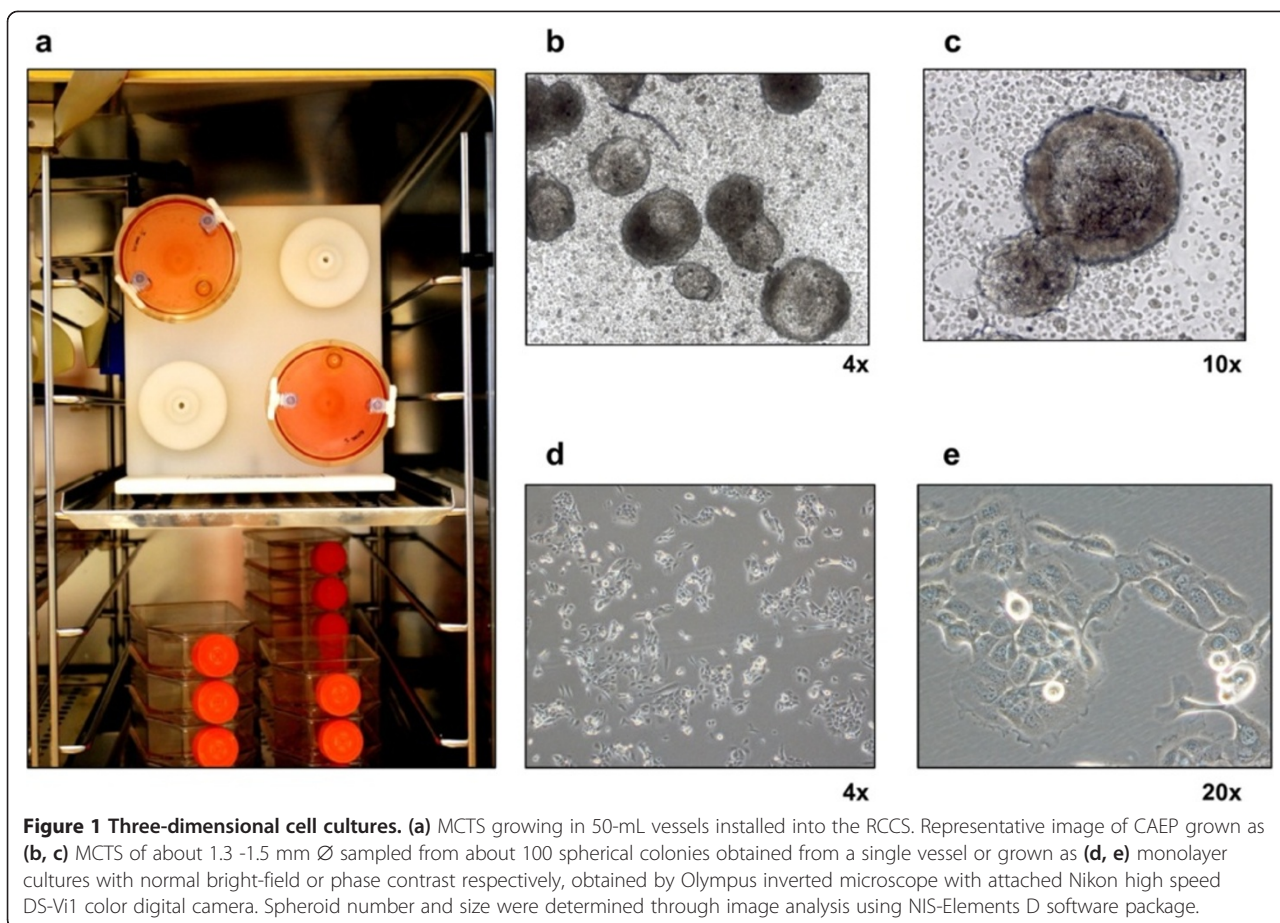 a
b
c
4x
10x
d
e
4x
20x
Figure 1 Three-dimensional cell cultures. (a) MCTS growing in 50-mL vessels installed into the RCCS. Representative image of CAEP grown as
(b, c) MCTS of about 1.3 -1.5 mm Ø sampled from about 100 spherical colonies obtained from a single vessel or grown as (d, e) monolayer
cultures with normal bright-field or phase contrast respectively, obtained by Olympus inverted microscope with attached Nikon high speed
DS-Vi1 color digital camera. Spheroid number and size were determined through image analysis using NIS-Elements D software package.